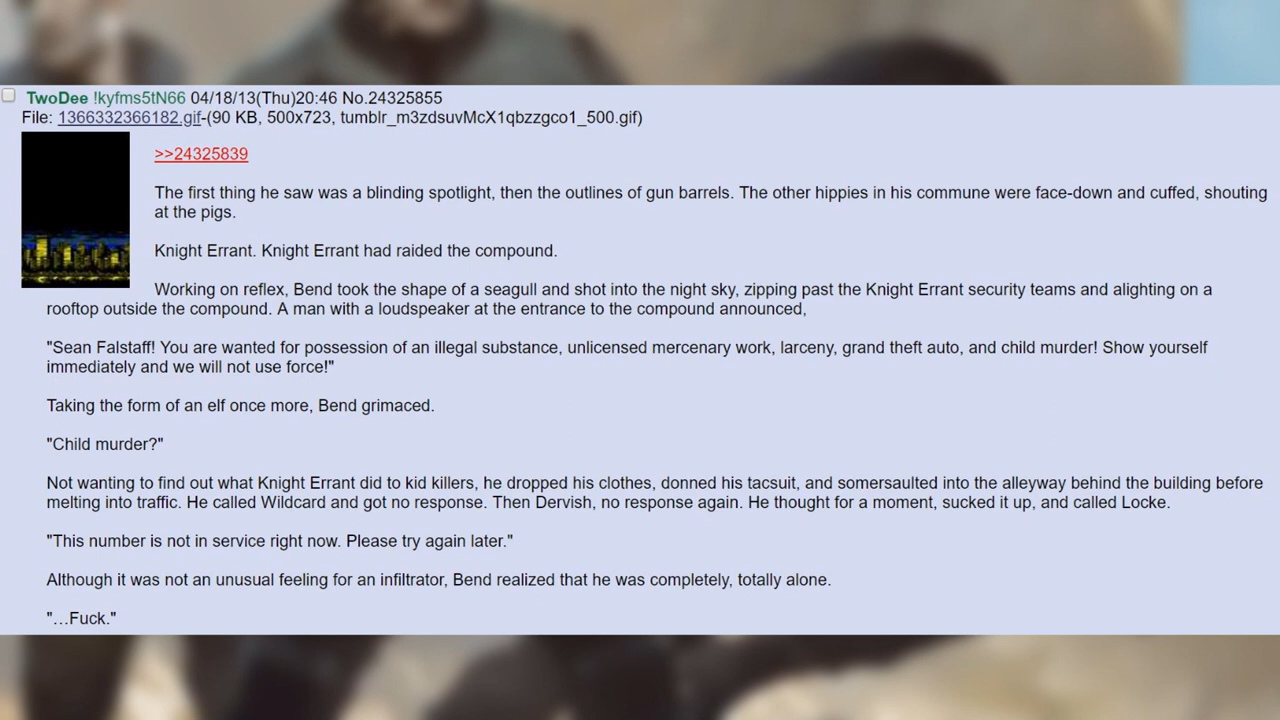 TwoDee !kyfms5tN66 04/18/13(Thu)20:46 No.24325855
File: 1366332366182.gif-(90 KB, 500x723, tumblr_m3zdsuvMcX1qbzzgco1_500.gif)
>>24325839
The first thing he saw was a blinding spotlight, then the outlines of gun barrels. The other hippies in his commune were face-down and cuffed, shouting
at the pigs.
Knight Errant. Knight Errant had raided the compound.
Working on reflex, Bend took the shape of a seagull and shot into the night sky, zipping past the Knight Errant security teams and alighting on a
rooftop outside the compound. A man with a loudspeaker at the entrance to the compound announced,
"Sean Falstaff! You are wanted for possession of an illegal substance, unlicensed mercenary work, larceny, grand theft auto, and child murder! Show yourself
immediately and we will not use force!"
Taking the form of an elf once more, Bend grimaced.
"Child murder?"
Not wanting to find out what Knight Errant did to kid killers, he dropped his clothes, donned his tacsuit, and somersaulted into the alleyway behind the building before
melting into traffic. He called Wildcard and got no response. Then Dervish, no response again. He thought for a moment, sucked it up, and called Locke.
"This number is not in service right now. Please try again later."
Although it was not an unusual feeling for an infiltrator, Bend realized that he was completely, totally alone.
"…Fuck."